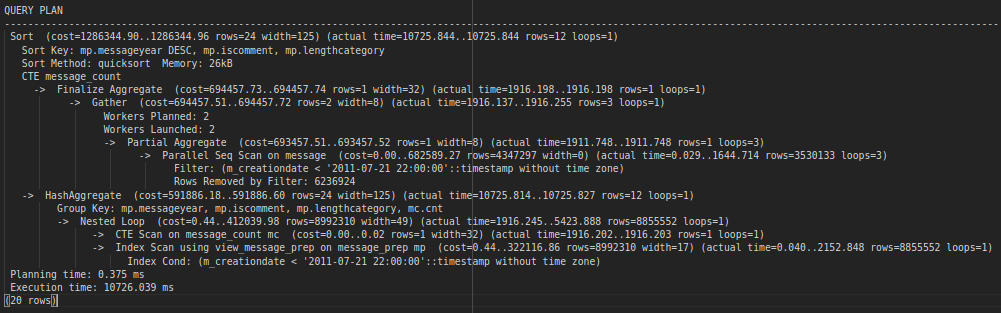 QUERY PLAN
----------------------------------------------------------------------------------------------------------------------------------------------------------------------
Sort  (cost=1286344.90..1286344.96 rows=24 width=125) (actual time=10725.844..10725.844 rows=12 loops=1)
Sort Key: mp.messageyear DESC, mp.iscomment, mp.lengthcategory
Sort Method: quicksort  Memory: 26kB
CTE message_count
->  Finalize Aggregate  (cost=694457.73..694457.74 rows=1 width=32) (actual time=1916.198..1916.198 rows=1 loops=1)
->  Gather  (cost=694457.51..694457.72 rows=2 width=8) (actual time=1916.137..1916.255 rows=3 loops=1)
Workers Planned: 2
Workers Launched: 2
->  Partial Aggregate  (cost=693457.51..693457.52 rows=1 width=8) (actual time=1911.748..1911.748 rows=1 loops=3)
->  Parallel Seq Scan on message  (cost=0.00..682589.27 rows=4347297 width=0) (actual time=0.029..1644.714 rows=3530133 loops=3)
Filter: (m_creationdate < '2011-07-21 22:00:00'::timestamp without time zone)
Rows Removed by Filter: 6236924
->  HashAggregate  (cost=591886.18..591886.60 rows=24 width=125) (actual time=10725.814..10725.827 rows=12 loops=1)
Group Key: mp.messageyear, mp.iscomment, mp.lengthcategory, mc.cnt
->  Nested Loop  (cost=0.44..412039.98 rows=8992310 width=49) (actual time=1916.245..5423.888 rows=8855552 loops=1)
->  CTE Scan on message_count mc  (cost=0.00..0.02 rows=1 width=32) (actual time=1916.202..1916.203 rows=1 loops=1)
->  Index Scan using view_message_prep on message_prep mp  (cost=0.44..322116.86 rows=8992310 width=17) (actual time=0.040..2152.848 rows=8855552 loops=1)
Index Cond: (m_creationdate < '2011-07-21 22:00:00'::timestamp without time zone)
Planning time: 0.375 ms
Execution time: 10726.039 ms
(20 rows)